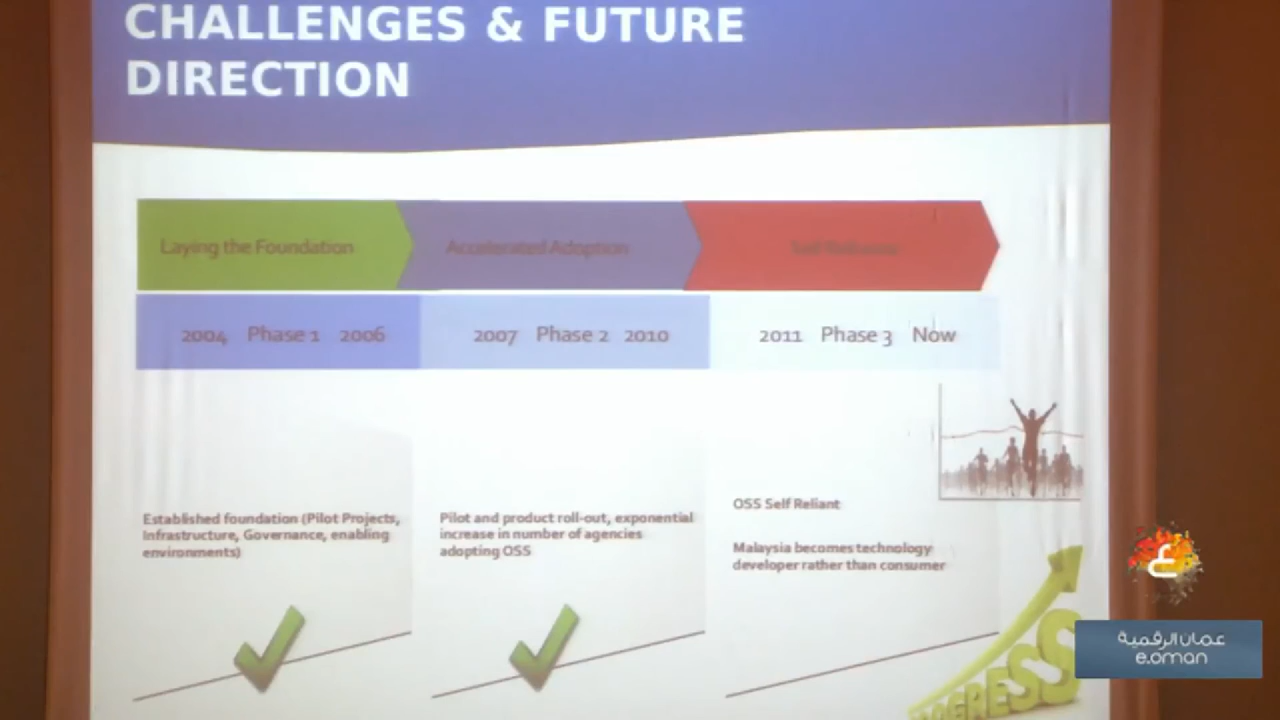 CHALLENGES & FUTURE
DIRECTION
Laying the Foundation
Accelerated Adoption
Self Reliance
2004 Phase 1 2006
2007 Phase 2 2010
2011 Phase 3 Now
Established foundation (Pilot Projects,
Infrastructure, Governance, enabling
environments)
Pilot and product roll-out, exponential
increase in number of agencies
adopting OSS
OSS Self Reliant
Malaysia becomes technology
developer rather than consumer
ع
عمان الرقمية
e.oman